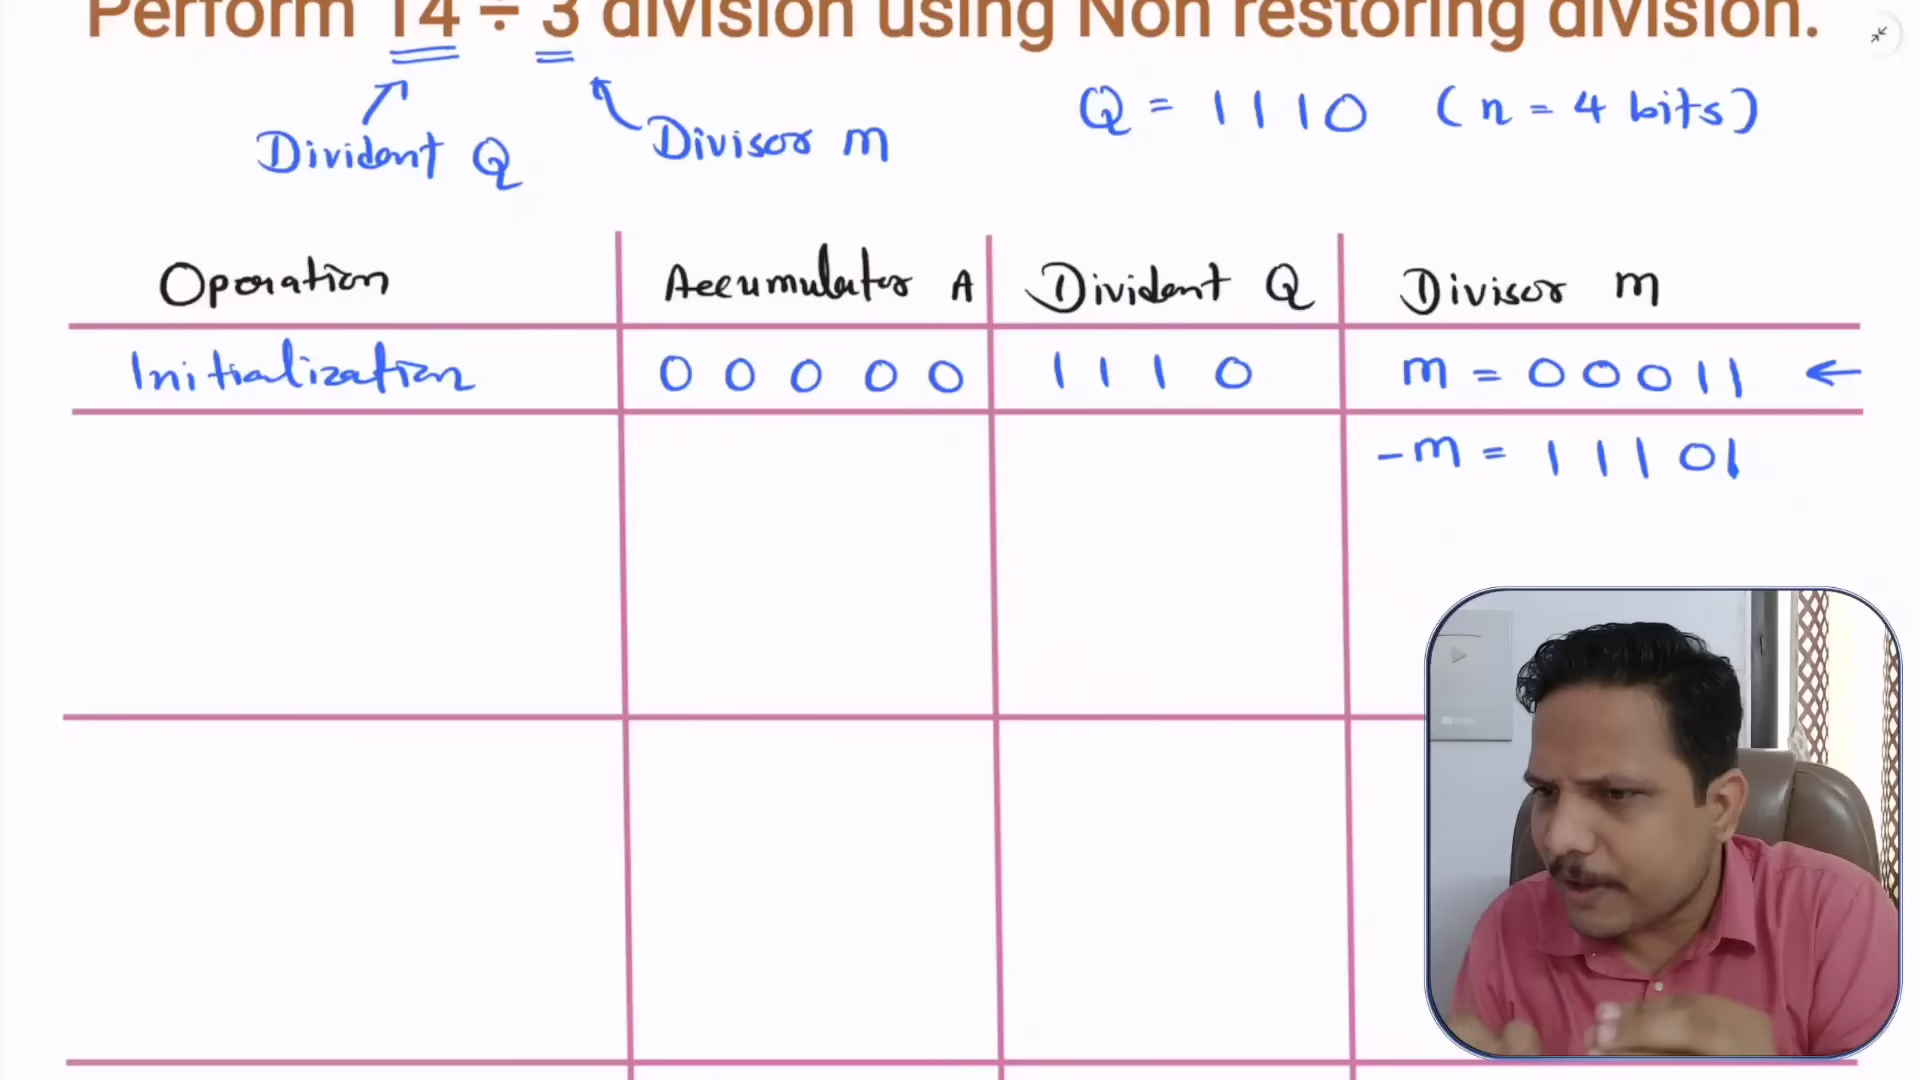 Perform 14 ÷ 3 division using Non restoring division.
Divident Q
Divisor M
Q = 1110 (n = 4 bits)
Operation Accumulator A Divident Q Divisor M
Initialization 0 0 0 0 0 1 1 1 0 M = 0 0 0 1 1 ←
-M = 1 1 1 0 1